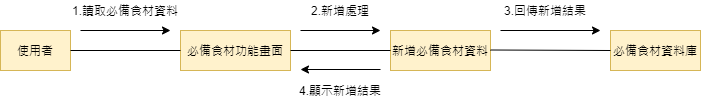 1.讀取必備食材資料
2.新增處理
3.回傳新增結果
使用者
必備食材功能畫面
新增必備食材資料
必備食材資料庫
4.顯示新增結果